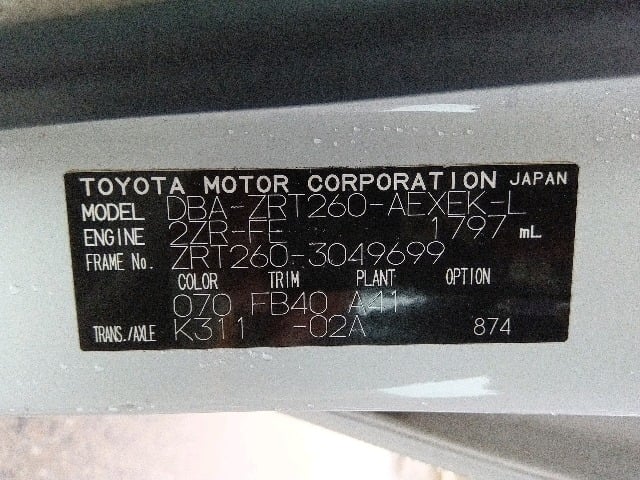 TOYOTA MOTOR CORPORATION JAPAN
MODEL DBA-ZRT260-AEXEK-L
ENGINE 2ZR-FE 1797 mL
FRAME No. ZRT260-3049699
COLOR TRIM PLANT OPTION
070 FB40 A41
TRANS./AXLE K311 -02A 874